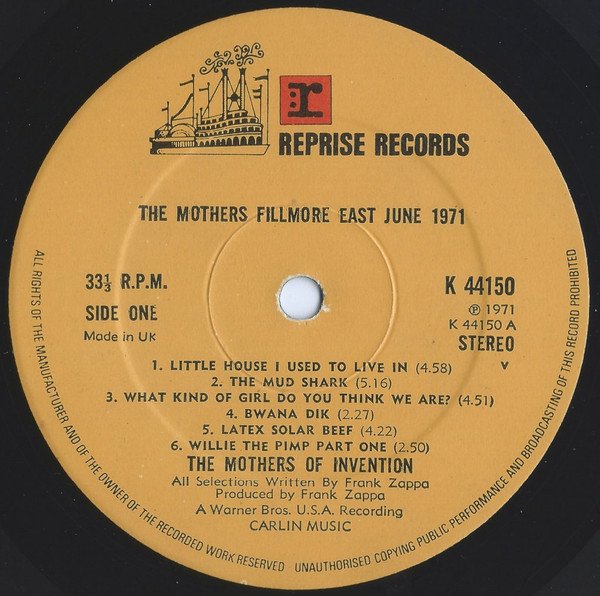 r
REPRISE RECORDS
THE MOTHERS FILLMORE EAST JUNE 1971
33⅓ R.P.M.
SIDE ONE
Made in UK
K 44150
℗ 1971
K 44150 A
STEREO
V
1. LITTLE HOUSE I USED TO LIVE IN (4.58)
2. THE MUD SHARK (5.16)
3. WHAT KIND OF GIRL DO YOU THINK WE ARE? (4.51)
4. BWANA DIK (2.27)
5. LATEX SOLAR BEEF (4.22)
6. WILLIE THE PIMP PART ONE (2.50)
THE MOTHERS OF INVENTION
All Selections Written By Frank Zappa
Produced by Frank Zappa
A Warner Bros. U.S.A. Recording
CARLIN MUSIC
ALL RIGHTS OF THE MANUFACTURER AND OF THE OWNER OF THE RECORDED WORK RESERVED · UNAUTHORISED COPYING PUBLIC PERFORMANCE AND BROADCASTING OF THIS RECORD PROHIBITED